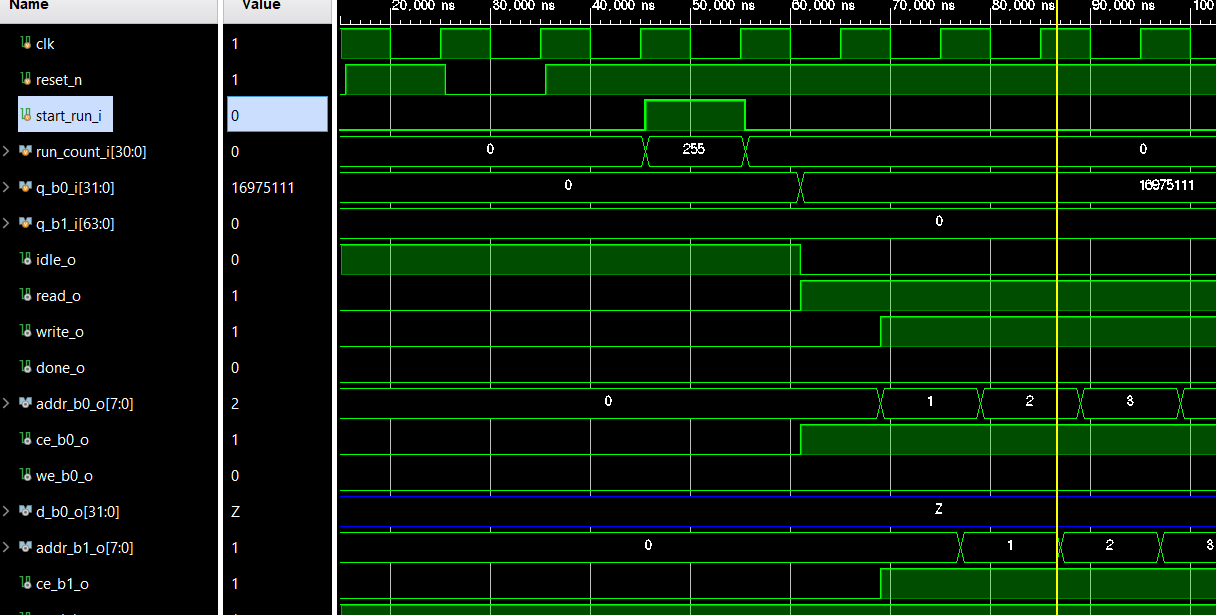 Name Value 20.000 ns 30.000 ns 40.000 ns 50.000 ns 60.000 ns 70.000 ns 80.000 ns 90.000 ns 100
clk 1
reset_n 1
start_run_i 0
run_count_i[30:0] 0 0 255 0
q_b0_i[31:0] 16975111 0 16975111
q_b1_i[63:0] 0 0
idle_o 0
read_o 1
write_o 1
done_o 0
addr_b0_o[7:0] 2 0 1 2 3
ce_b0_o 1
we_b0_o 0
d_b0_o[31:0] Z Z
addr_b1_o[7:0] 1 0 1 2 3
ce_b1_o 1